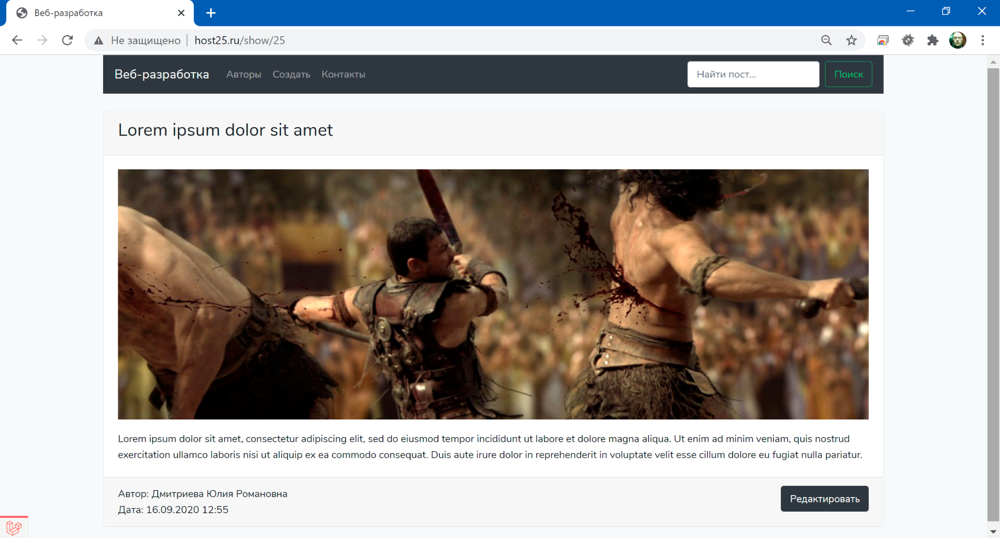 Веб-разработка
Не защищено host25.ru/show/25
Веб-разработка Авторы Создать Контакты Найти пост... Поиск
Lorem ipsum dolor sit amet
Lorem ipsum dolor sit amet, consectetur adipiscing elit, sed do eiusmod tempor incididunt ut labore et dolore magna aliqua. Ut enim ad minim veniam, quis nostrud
exercitation ullamco laboris nisi ut aliquip ex ea commodo consequat. Duis aute irure dolor in reprehenderit in voluptate velit esse cillum dolore eu fugiat nulla pariatur.
Автор: Дмитриева Юлия Романовна
Дата: 16.09.2020 12:55
Редактировать